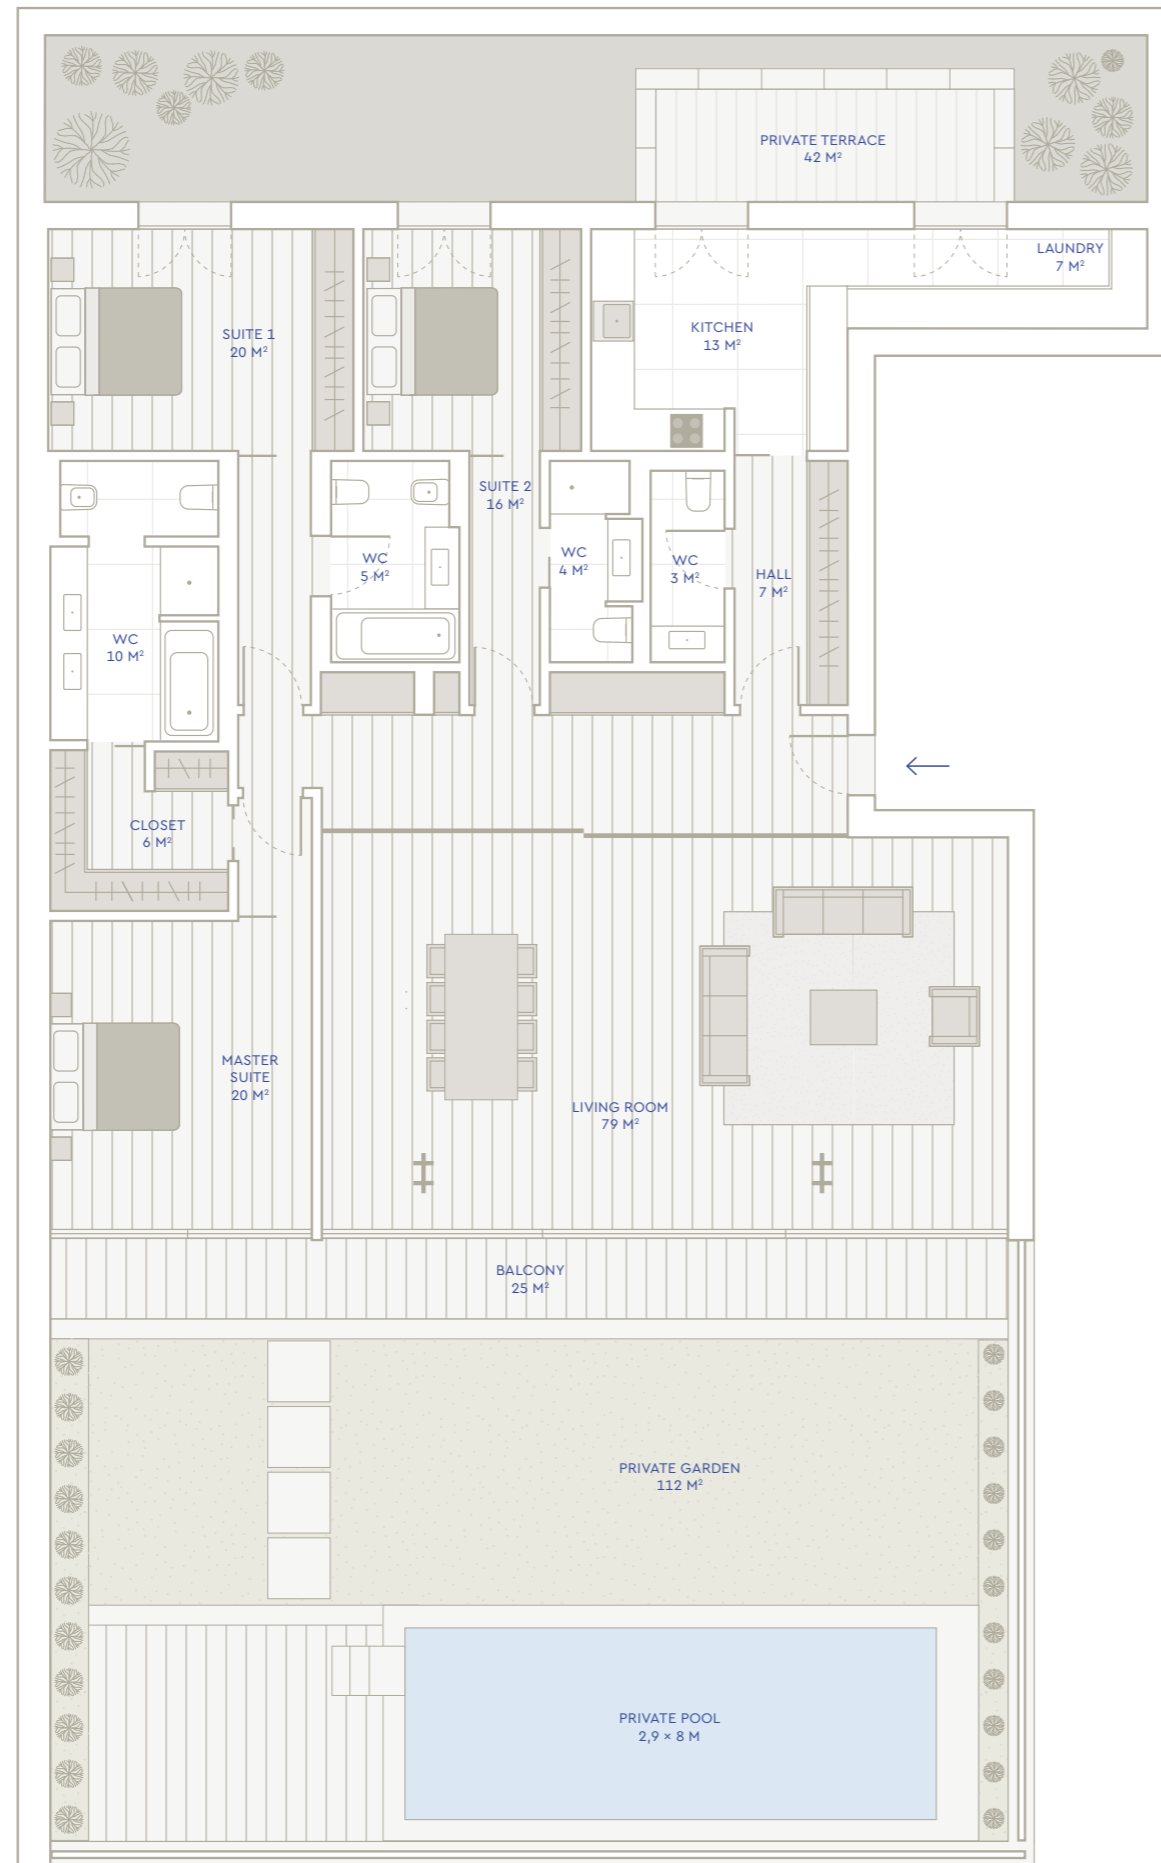 PRIVATE TERRACE
42 M²
LAUNDRY
7 M²
SUITE 1
20 M²
KITCHEN
13 M²
SUITE 2
16 M²
WC
5 M²
WC
4 M²
WC
3 M²
HALL
7 M²
WC
10 M²
CLOSET
6 M²
MASTER
SUITE
20 M²
LIVING ROOM
79 M²
BALCONY
25 M²
PRIVATE GARDEN
112 M²
PRIVATE POOL
2,9 × 8 M